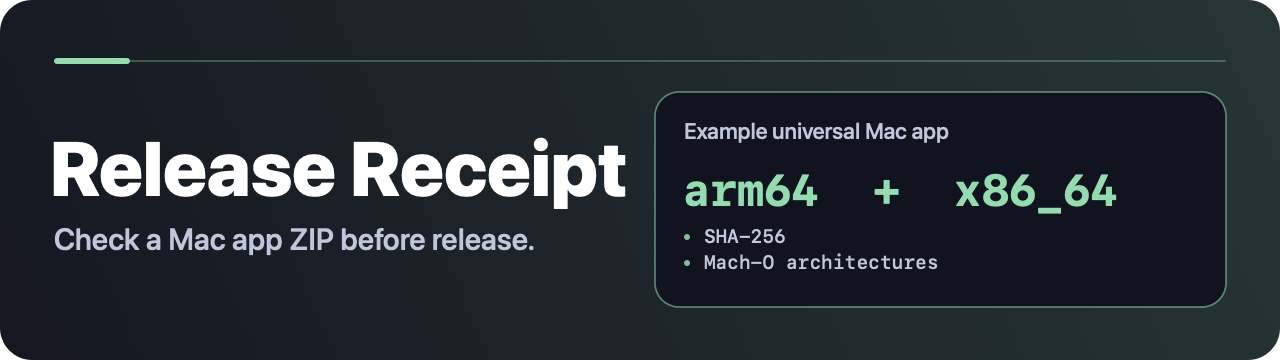 Release Receipt
Check a Mac app ZIP before release.
Example universal Mac app
arm64 + x86_64
• SHA-256
• Mach-O architectures